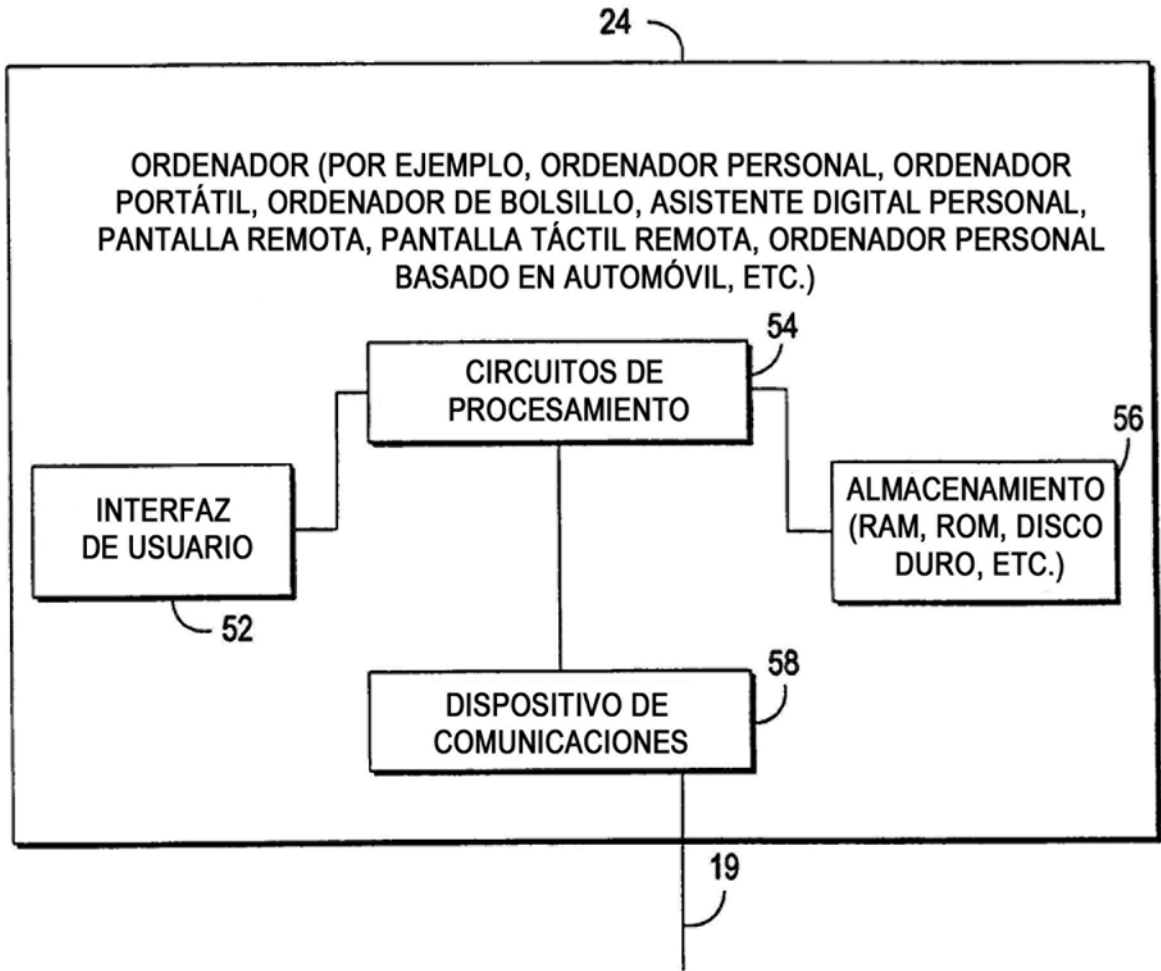 24
ORDENADOR (POR EJEMPLO, ORDENADOR PERSONAL, ORDENADOR
PORTÁTIL, ORDENADOR DE BOLSILLO, ASISTENTE DIGITAL PERSONAL,
PANTALLA REMOTA, PANTALLA TÁCTIL REMOTA, ORDENADOR PERSONAL
BASADO EN AUTOMÓVIL, ETC.)
54
CIRCUITOS DE
PROCESAMIENTO
56
INTERFAZ
DE USUARIO
52
ALMACENAMIENTO
(RAM, ROM, DISCO
DURO, ETC.)
58
DISPOSITIVO DE
COMUNICACIONES
19